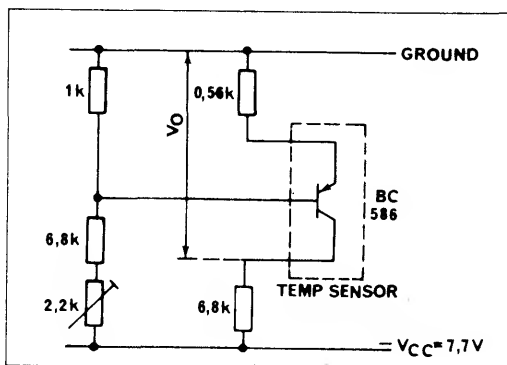 GROUND
1k
0,56k
VO
BC
586
6,8k
TEMP SENSOR
2,2k
6,8k
–VCC=7,7V